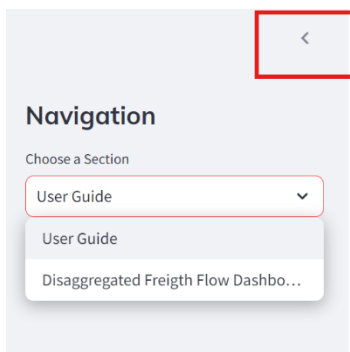 Navigation
Choose a Section
User Guide
User Guide
Disaggregated Freigth Flow Dashbo...